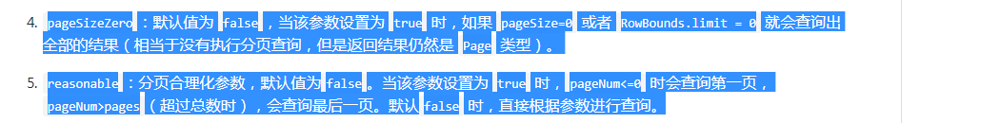 4. pageSizeZero ：默认值为 false ，当该参数设置为 true 时，如果 pageSize=0 或者 RowBounds.limit = 0 就会查询出
全部的结果（相当于没有执行分页查询，但是返回结果仍然是 Page 类型）。
5. reasonable ：分页合理化参数，默认值为 false 。当该参数设置为 true 时， pageNum<=0 时会查询第一页，
pageNum>pages （超过总数时），会查询最后一页。默认 false 时，直接根据参数进行查询。